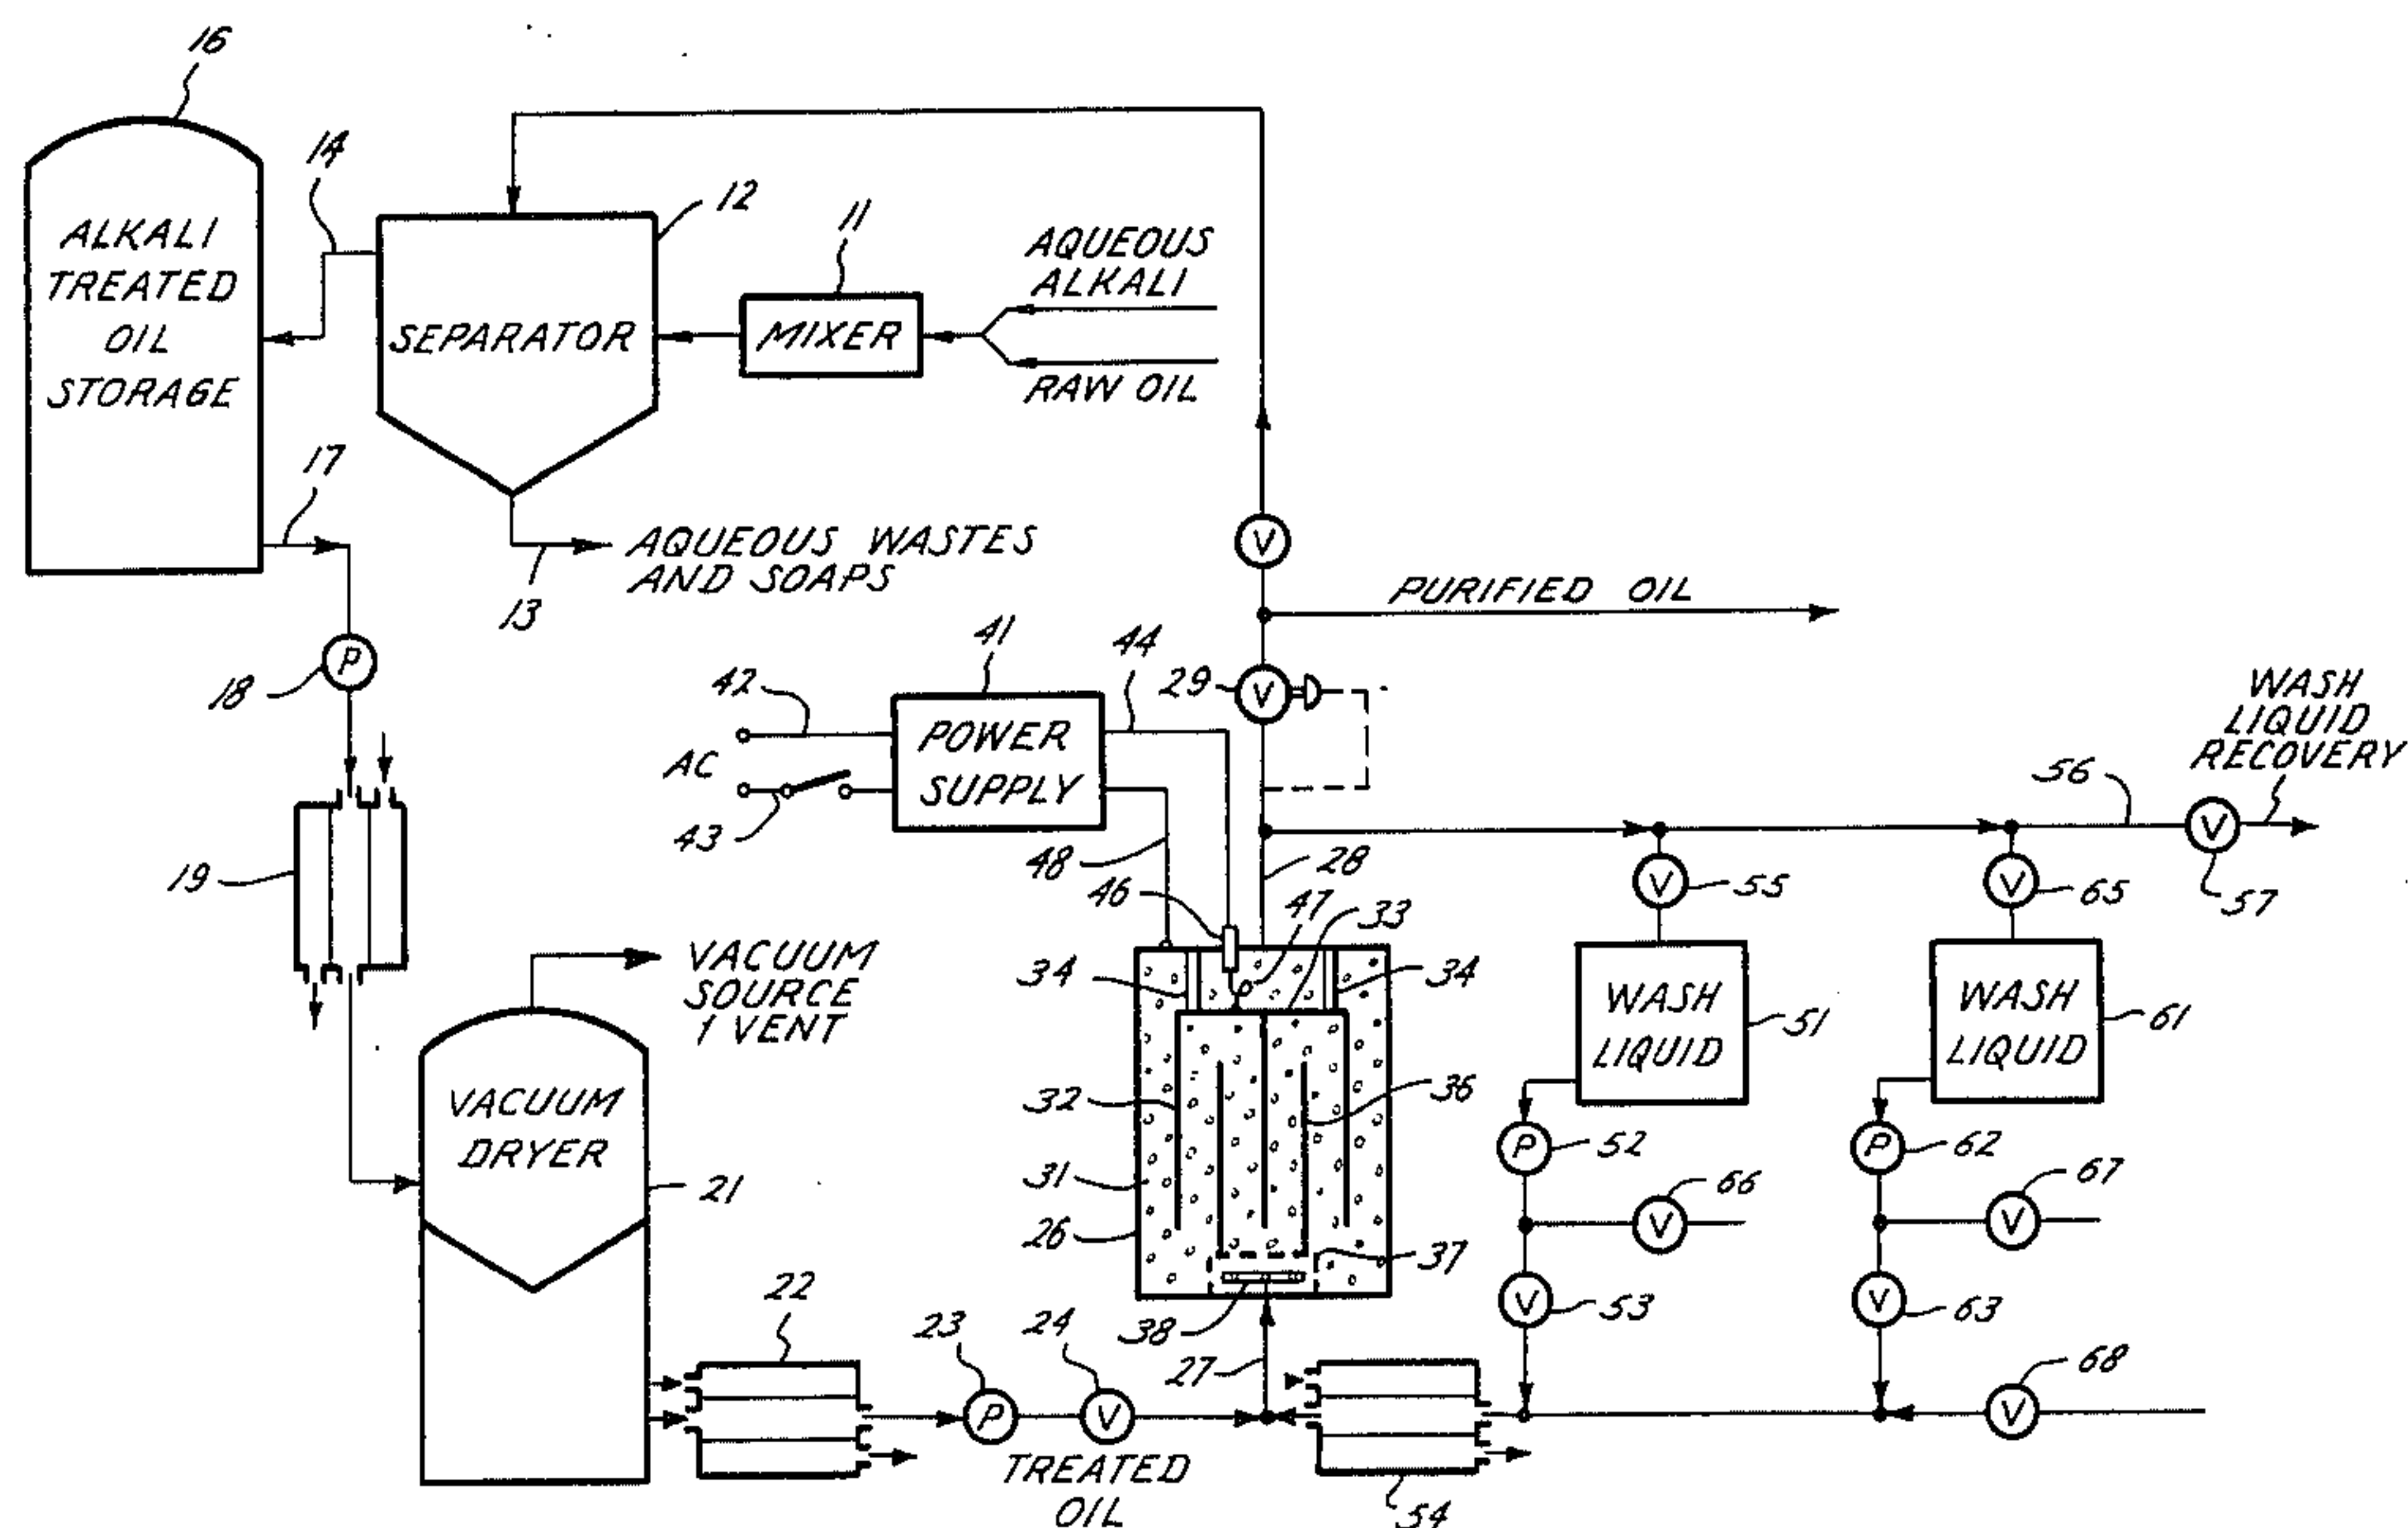 16
14
12
11
ALKALI
TREATED
OIL
STORAGE
SEPARATOR
MIXER
AQUEOUS
ALKALI
RAW OIL
17
13
AQUEOUS WASTES
AND SOAPS
V
PURIFIED OIL
P
18
41
44
42
29
V
AC
43
POWER
SUPPLY
48
WASH
LIQUID
RECOVERY
56
V
57
19
28
46
47
33
34
34
V
55
V
65
VACUUM
SOURCE
1 VENT
WASH
LIQUID
51
WASH
LIQUID
61
VACUUM
DRYER
21
32
36
31
26
37
38
P
52
P
62
V
66
V
67
V
53
V
63
22
23
P
24
V
27
TREATED
OIL
54
V
68